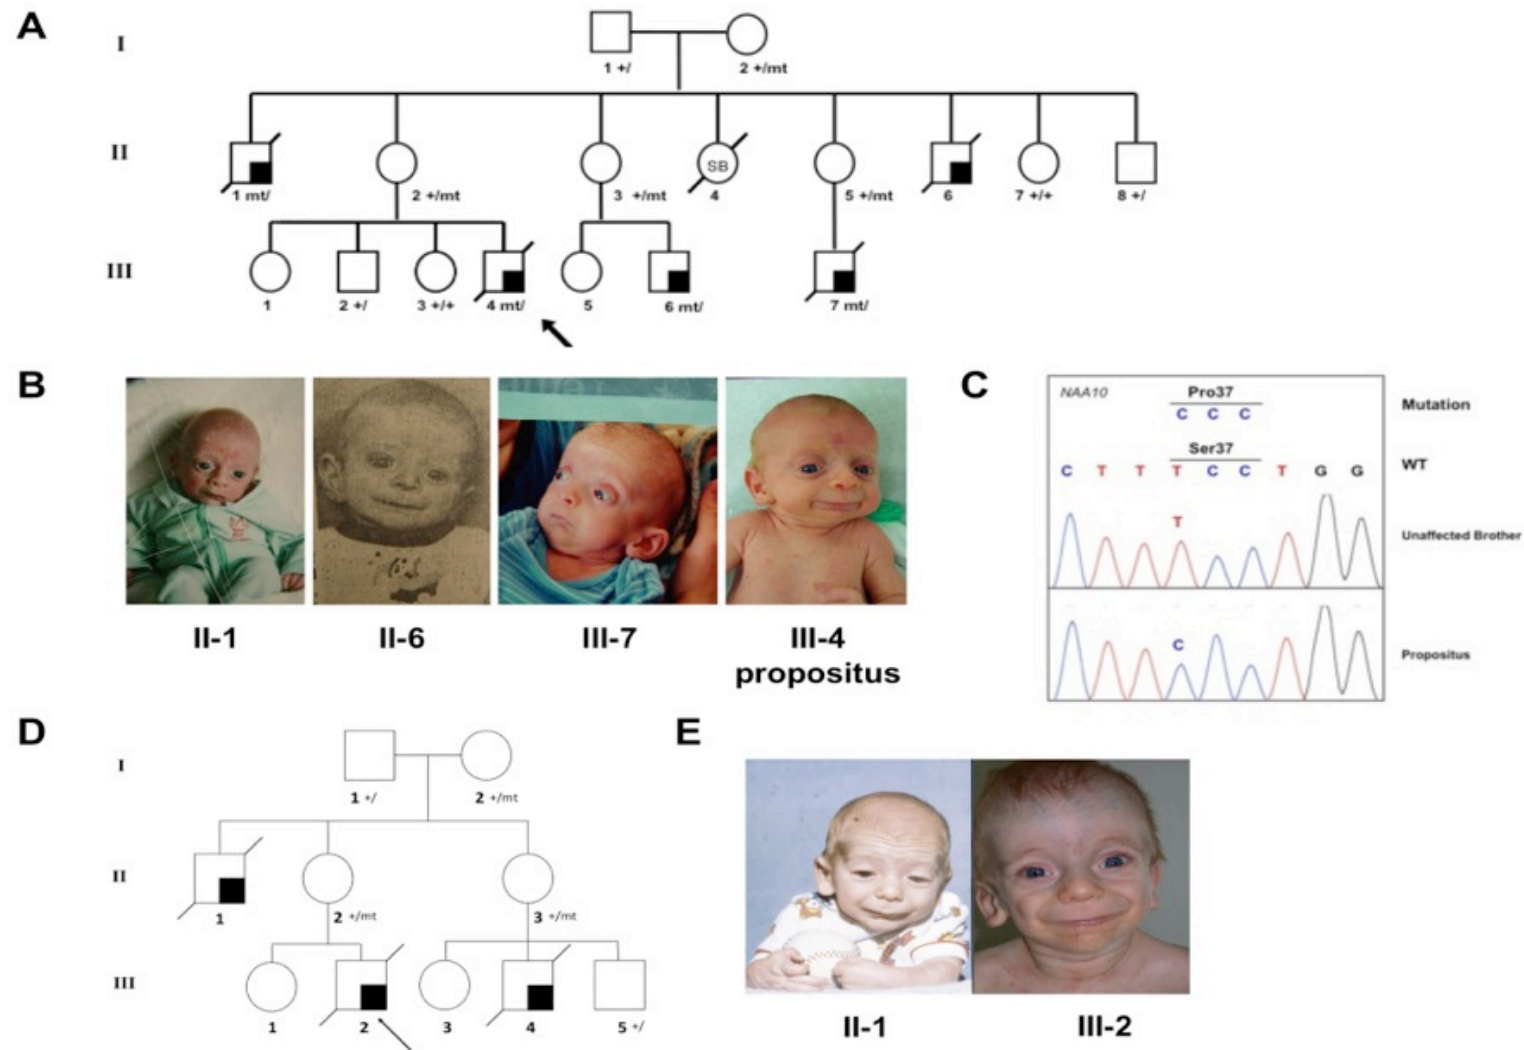 A
I
1 +/
2 +/mt
II
SB
1 mt/
2 +/mt
3 +/mt
4
5 +/mt
6
7 +/+
8 +/
III
1
2 +/
3 +/+
4 mt/
5
6 mt/
7 mt/
B
II-1
II-6
III-7
III-4
propositus
C
NAA10
Pro37
C C C
Mutation
Ser37
C T T T C C T G G
WT
T
Unaffected Brother
C
Propositus
D
I
1 +/
2 +/mt
II
1
2 +/mt
3 +/mt
III
1
2
3
4
5 +/
E
II-1
III-2